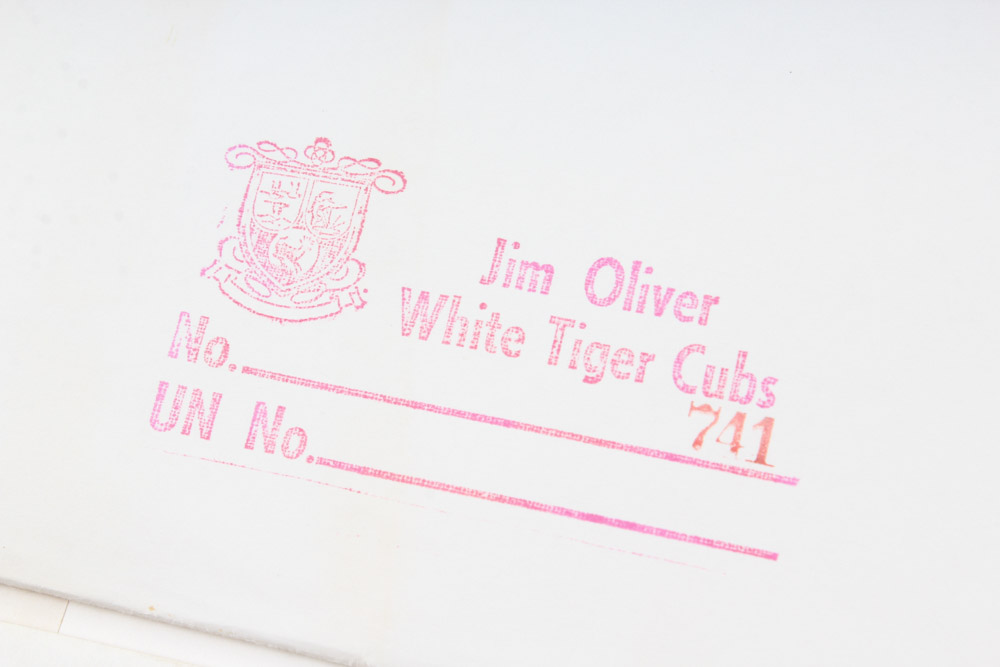 Jim Oliver
White Tiger Cubs
No. 741
UN No.